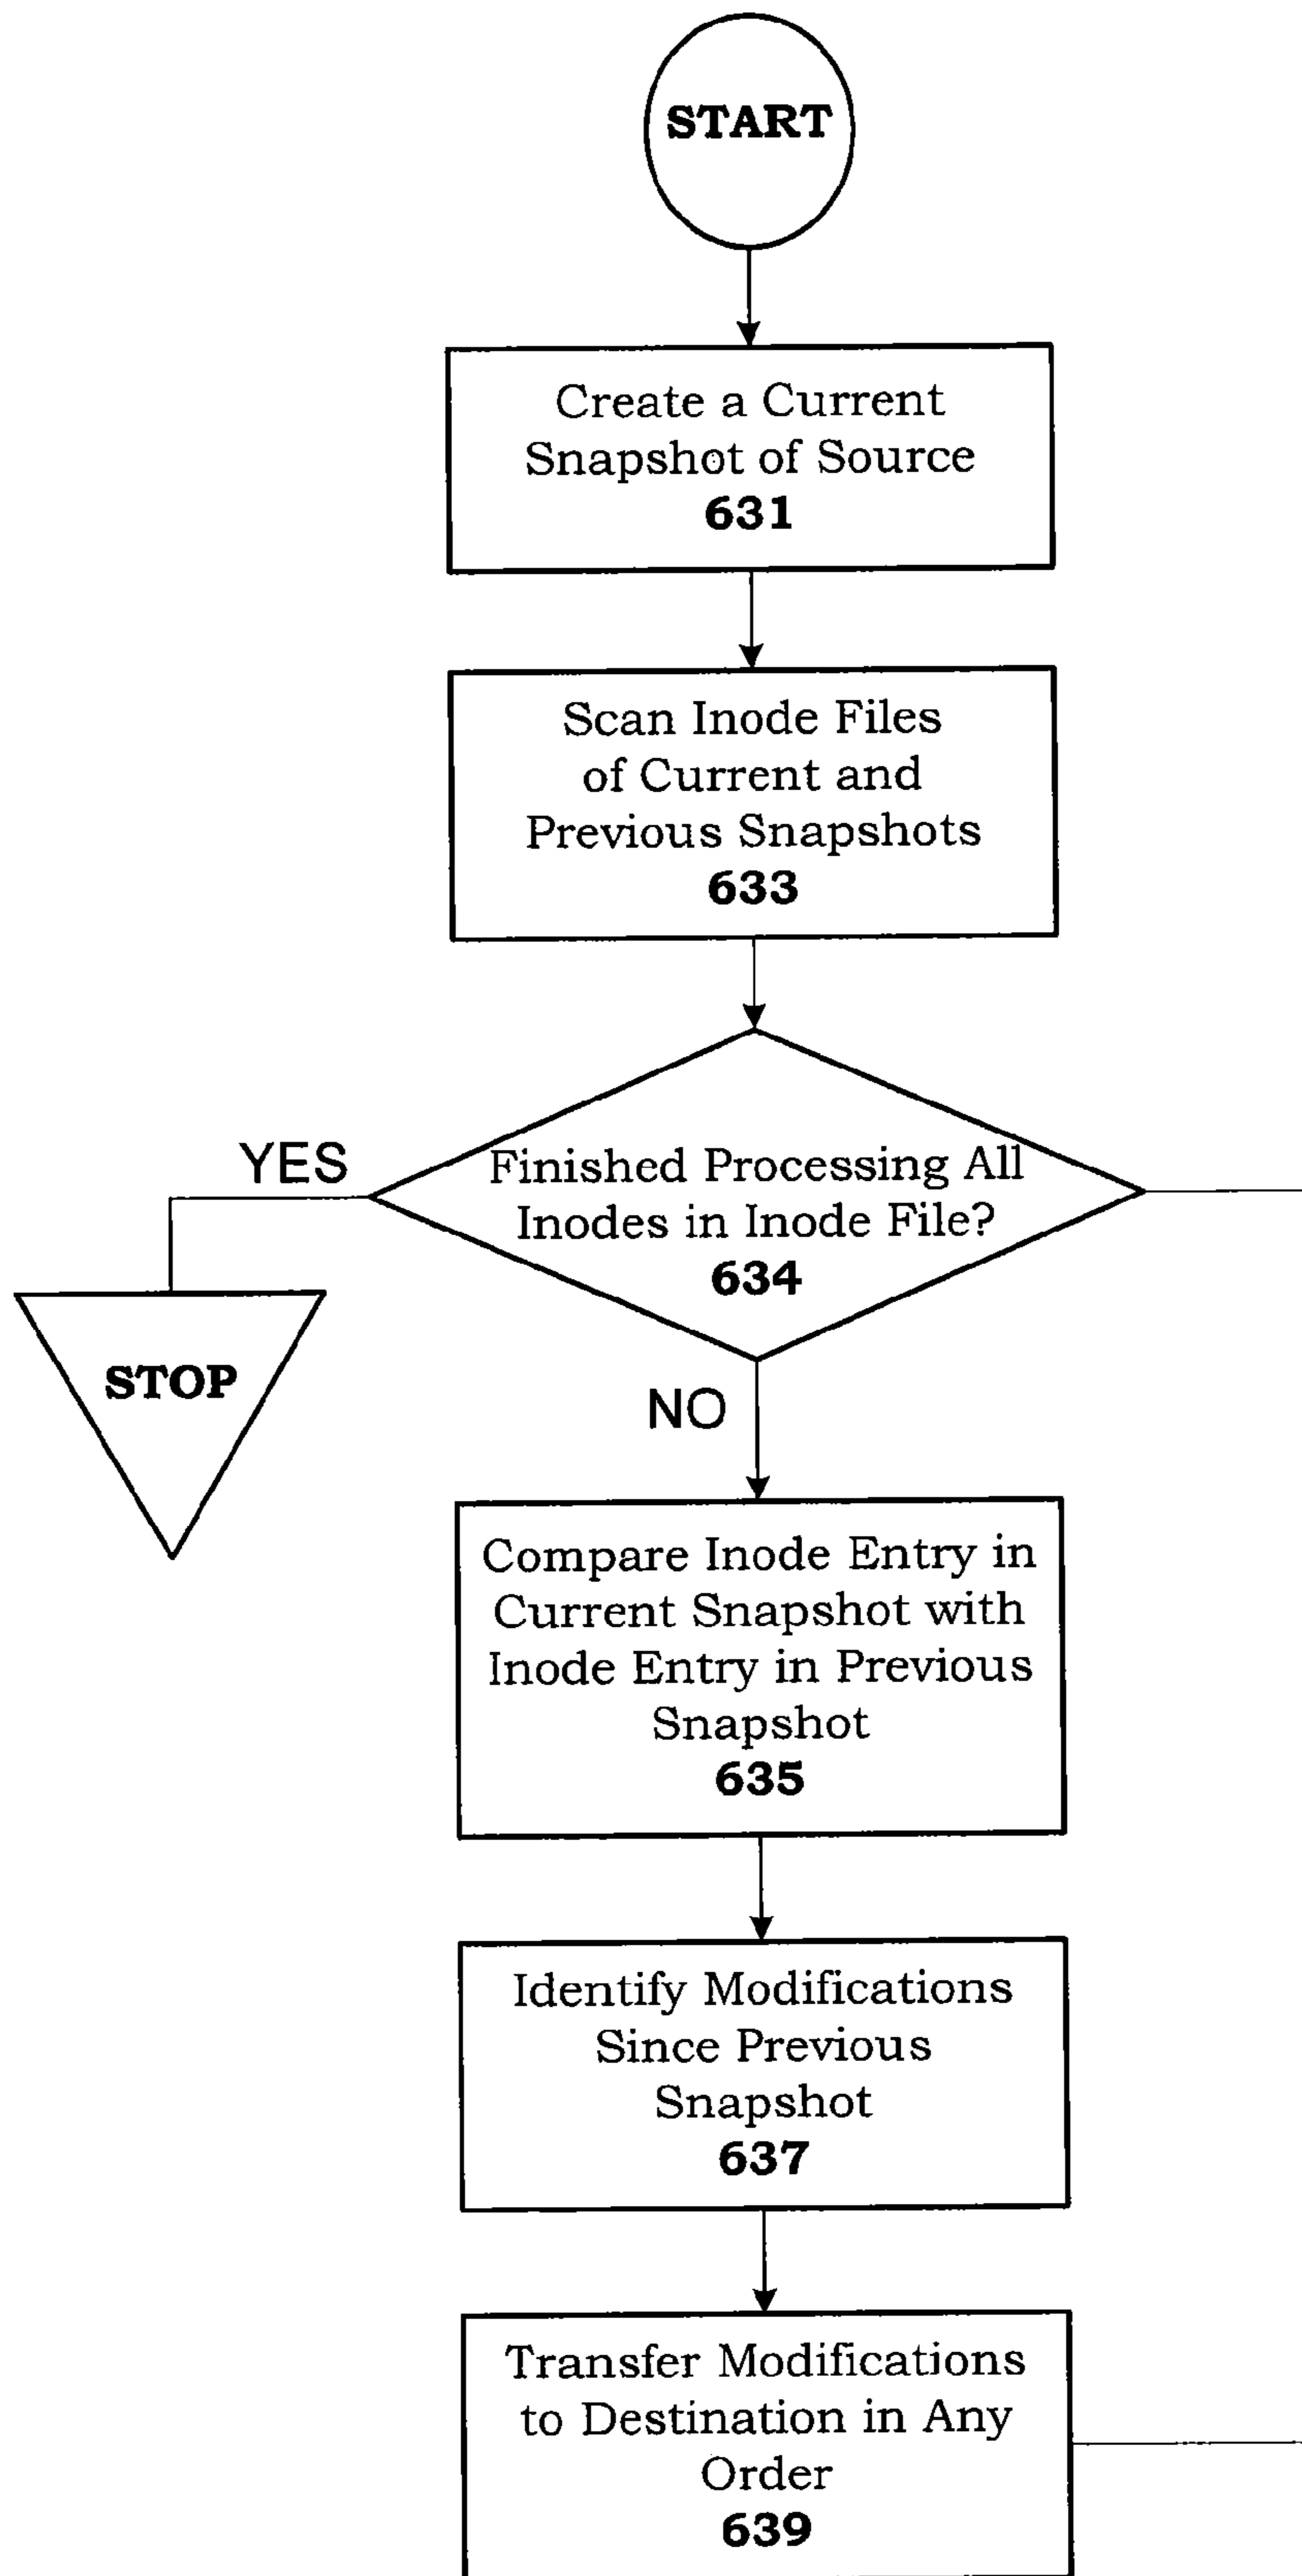 START
Create a Current
Snapshot of Source
631
Scan Inode Files
of Current and
Previous Snapshots
633
YES
Finished Processing All
Inodes in Inode File?
634
STOP
NO
Compare Inode Entry in
Current Snapshot with
Inode Entry in Previous
Snapshot
635
Identify Modifications
Since Previous
Snapshot
637
Transfer Modifications
to Destination in Any
Order
639